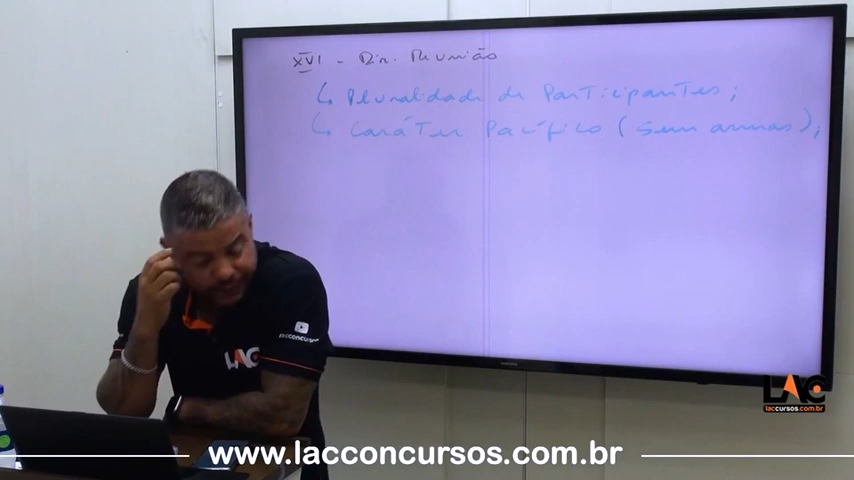 XVI - Dir. Reunião
↳ Pluralidade de Participantes;
↳ Caráter Pacífico (sem armas);
lacconcursos
LAC
LAC
laccursos.com.br
www.lacconcursos.com.br